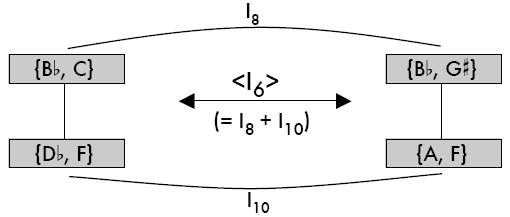 I₈
{B♭, C}
{B♭, G♯}
<I₆>
(= I₈ + I₁₀)
{D♭, F}
{A, F}
I₁₀